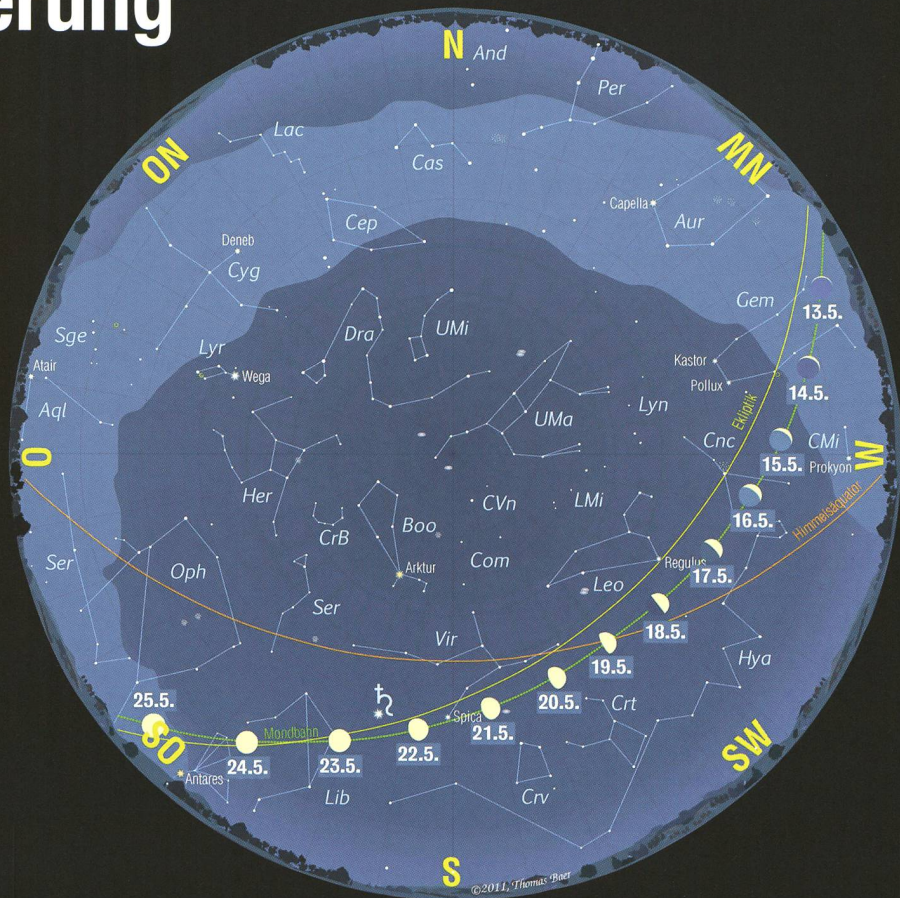 erung
N
And
Per
Lac
Cas
NO
NW
Capella
Aur
Cep
Deneb
Cyg
Gem
13.5.
Sge
Dra
UMi
Lyr
Kastor
Atair
Wega
Pollux
14.5.
Aql
UMa
Lyn
Ekliptik
Cnc
CMi
O
15.5.
Prokyon
W
Her
CVn
LMi
16.5.
Himmelsäquator
CrB
Boo
Ser
Oph
Arktur
Com
Regulus
17.5.
Leo
Ser
Vir
18.5.
Hya
19.5.
25.5.
♄
20.5.
Crt
Spica
21.5.
SO
Mondbahn
22.5.
SW
24.5.
23.5.
Antares
Lib
Crv
S
©2011, Thomas Baer